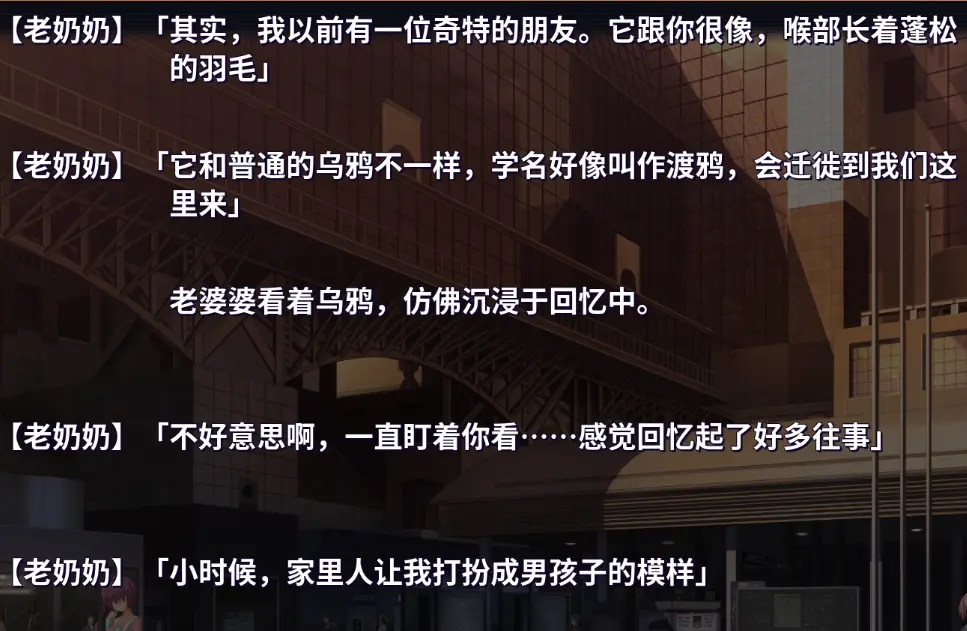 【老奶奶】「其实，我以前有一位奇特的朋友。它跟你很像，喉部长着蓬松
的羽毛」
【老奶奶】「它和普通的乌鸦不一样，学名好像叫作渡鸦，会迁徙到我们这
里来」
老婆婆看着乌鸦，仿佛沉浸于回忆中。
【老奶奶】「不好意思啊，一直盯着你看……感觉回忆起了好多往事」
【老奶奶】「小时候，家里人让我打扮成男孩子的模样」